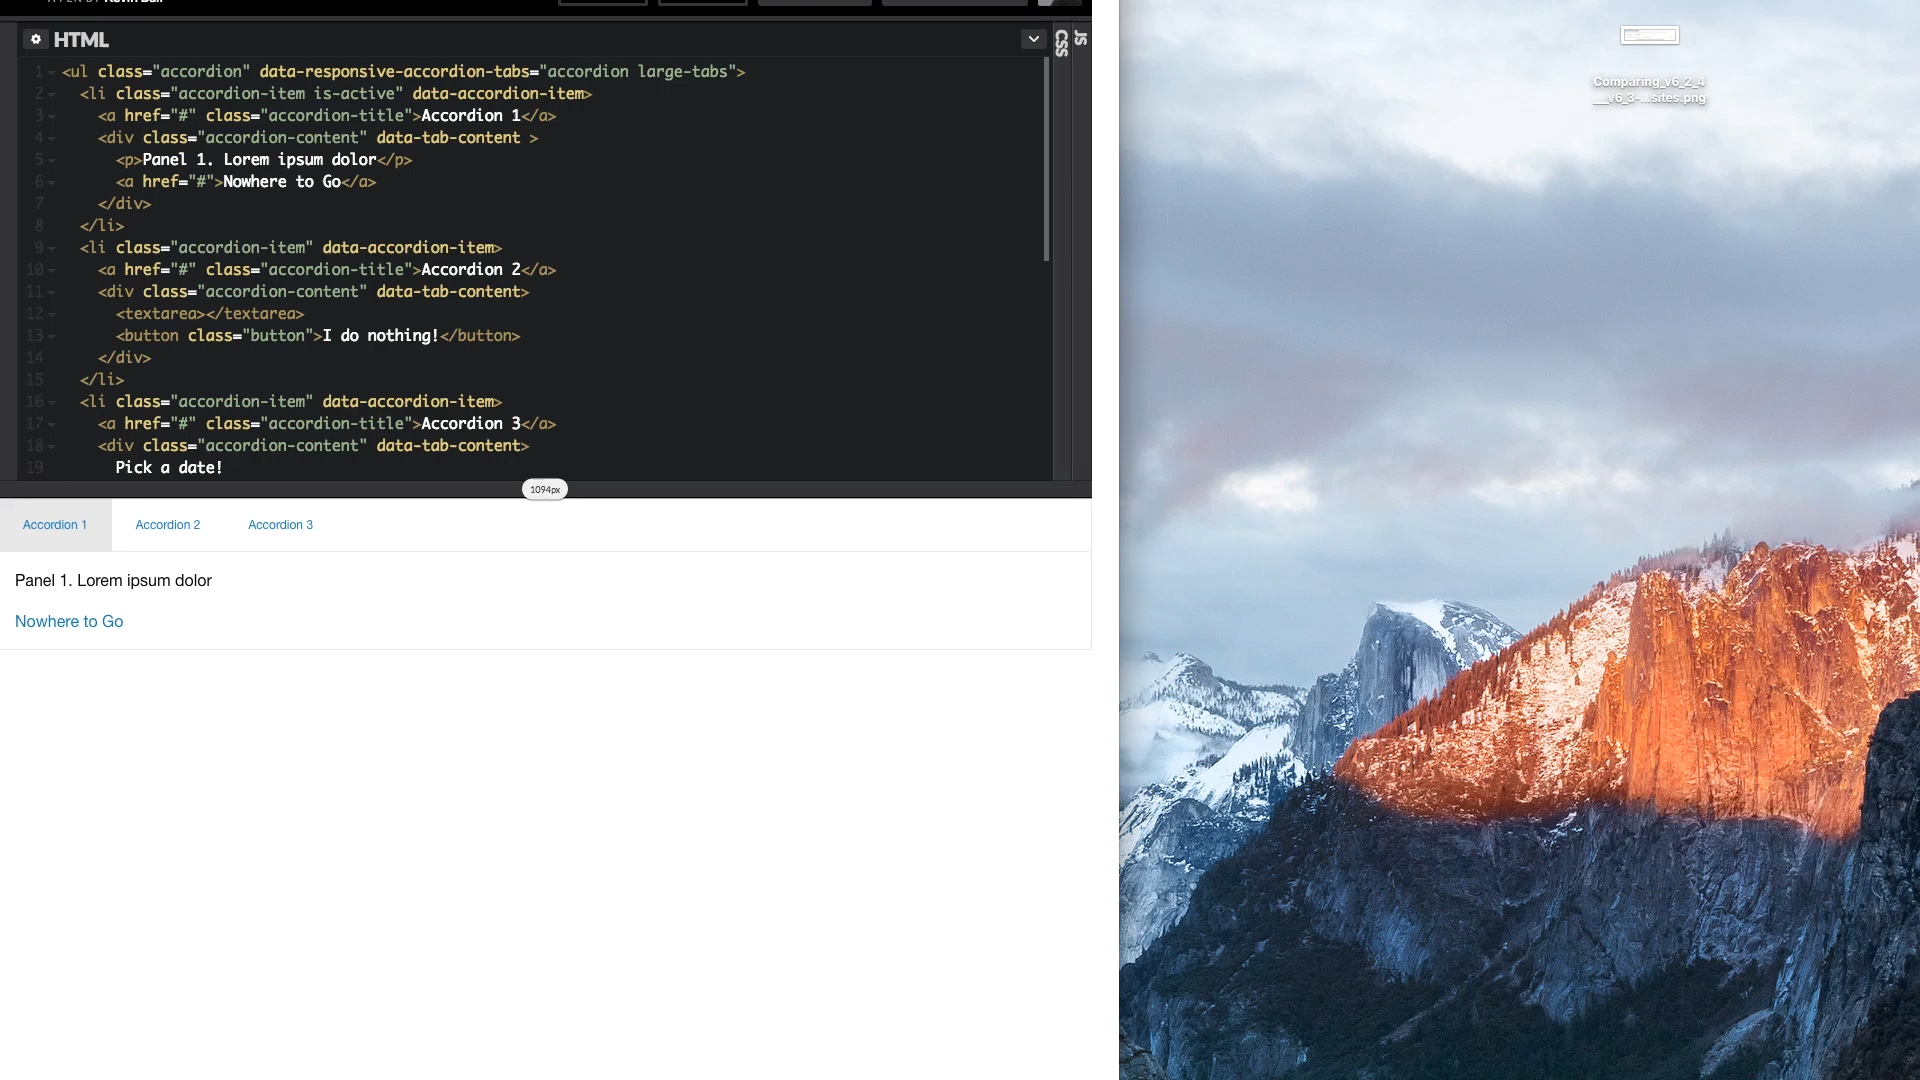 HTML
CSS
JS
1 <ul class="accordion" data-responsive-accordion-tabs="accordion large-tabs">
2 <li class="accordion-item is-active" data-accordion-item>
3 <a href="#" class="accordion-title">Accordion 1</a>
4 <div class="accordion-content" data-tab-content >
5 <p>Panel 1. Lorem ipsum dolor</p>
6 <a href="#">Nowhere to Go</a>
7 </div>
8 </li>
9 <li class="accordion-item" data-accordion-item>
10 <a href="#" class="accordion-title">Accordion 2</a>
11 <div class="accordion-content" data-tab-content>
12 <textarea></textarea>
13 <button class="button">I do nothing!</button>
14 </div>
15 </li>
16 <li class="accordion-item" data-accordion-item>
17 <a href="#" class="accordion-title">Accordion 3</a>
18 <div class="accordion-content" data-tab-content>
19 Pick a date!
1094px
Accordion 1 Accordion 2 Accordion 3
Panel 1. Lorem ipsum dolor
Nowhere to Go
Comparing_v6_2_4
__v6_3-...sites.png